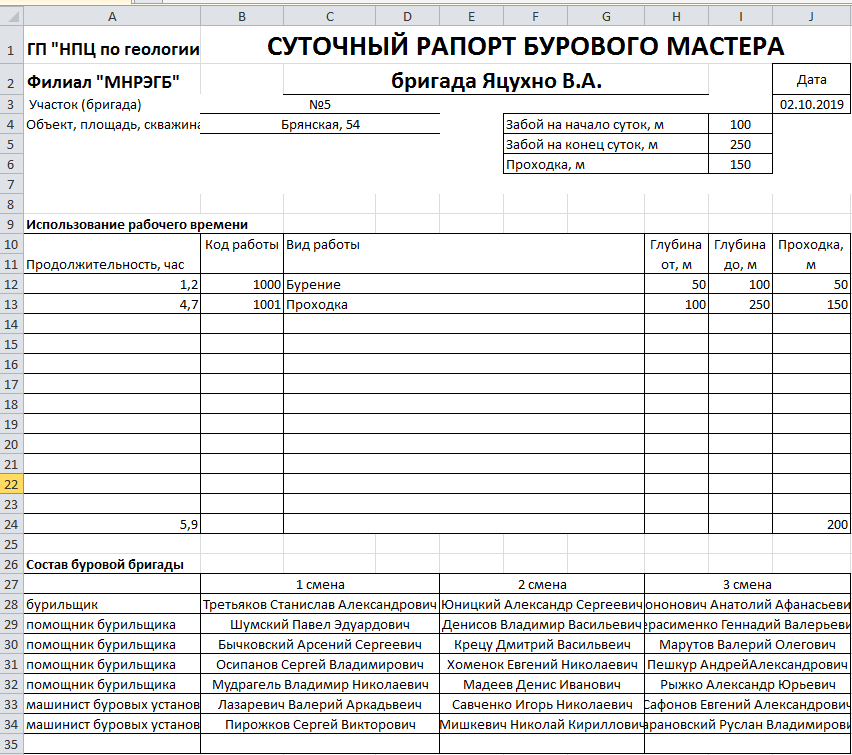 A B C D E F G H I J
1 ГП "НПЦ по геологии СУТОЧНЫЙ РАПОРТ БУРОВОГО МАСТЕРА
2 Филиал "МНРЭГБ" бригада Яцухно В.А. Дата
3 Участок (бригада) №5 02.10.2019
4 Объект, площадь, скважина Брянская, 54 Забой на начало суток, м 100
5 Забой на конец суток, м 250
6 Проходка, м 150
7
8
9 Использование рабочего времени
10 Код работы Вид работы Глубина Глубина Проходка,
11 Продолжительность, час от, м до, м м
12 1,2 1000 Бурение 50 100 50
13 4,7 1001 Проходка 100 250 150
14
15
16
17
18
19
20
21
22
23
24 5,9 200
25
26 Состав буровой бригады
27 1 смена 2 смена 3 смена
28 бурильщик Третьяков Станислав Александрович Юницкий Александр Сергеевич ононович Анатолий Афанасьеви
29 помощник бурильщика Шумский Павел Эдуардович Денисов Владимир Васильевич ерасименко Геннадий Валерьеви
30 помощник бурильщика Бычковский Арсений Сергеевич Крецу Дмитрий Васильвеич Марутов Валерий Олегович
31 помощник бурильщика Осипанов Сергей Владимирович Хоменок Евгений Николаевич Пешкур АндрейАлександрович
32 помощник бурильщика Мудрагель Владимир Николаевич Мадеев Денис Иванович Рыжко Александр Юрьевич
33 машинист буровых установ Лазаревич Валерий Аркадьвеич Савченко Игорь Николаевич Сафонов Евгений Александрович
34 машинист буровых установ Пирожков Сергей Викторович Мишкевич Николай Кириллович арановский Руслан Владимирови
35